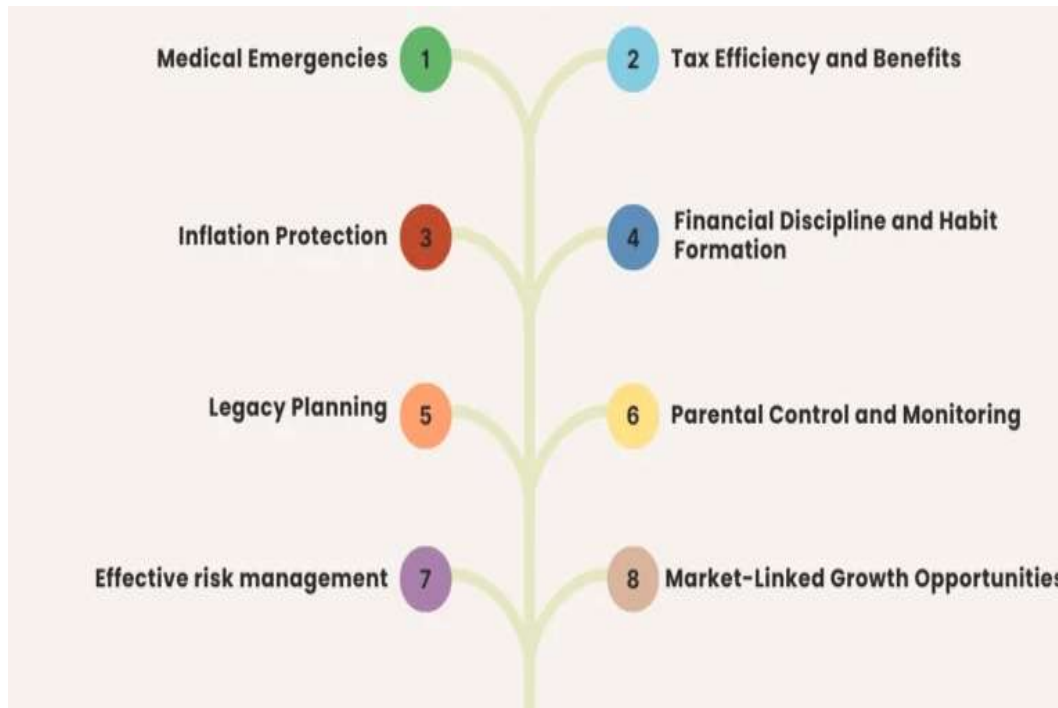 Medical Emergencies 1
2 Tax Efficiency and Benefits
Inflation Protection 3
4 Financial Discipline and Habit
Formation
Legacy Planning 5
6 Parental Control and Monitoring
Effective risk management 7
8 Market-Linked Growth Opportunities